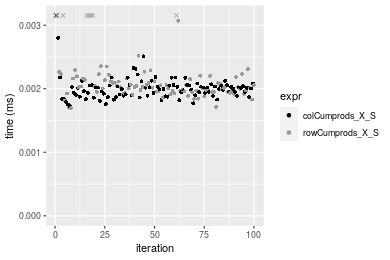 0.003
0.002
0.001
0.000
time (ms)
0
25
50
75
100
iteration
expr
colCumprods_X_S
rowCumprods_X_S